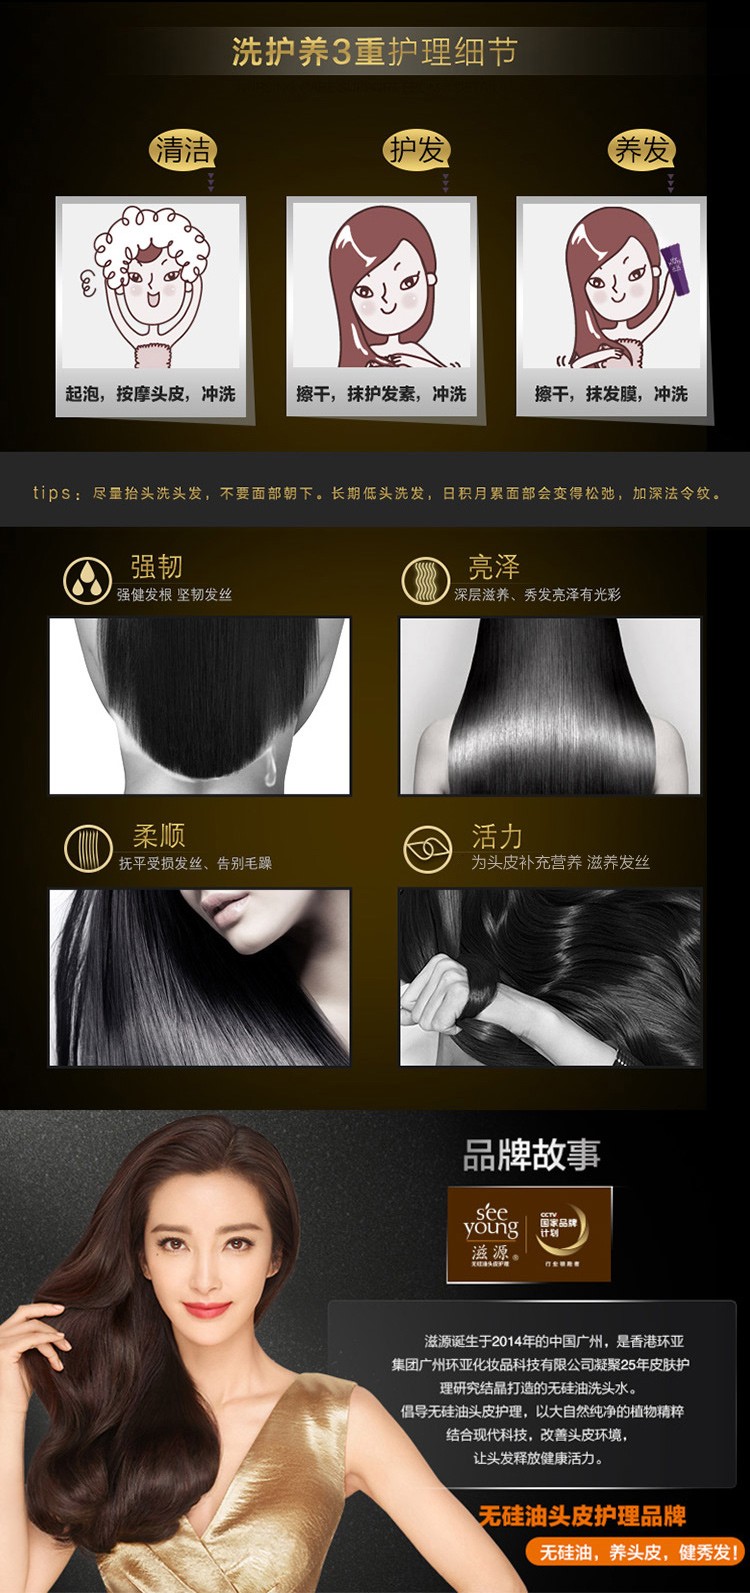 洗护养3重护理细节
清洁
护发
养发
起泡，按摩头皮，冲洗
擦干，抹护发素，冲洗
擦干，抹发膜，冲洗
tips：尽量抬头洗头发，不要面部朝下。长期低头洗发，日积月累面部会变得松弛，加深法令纹。
强韧
强健发根 坚韧发丝
亮泽
深层滋养、秀发亮泽有光彩
柔顺
抚平受损发丝、告别毛躁
活力
为头皮补充营养 滋养发丝
品牌故事
see
young
滋源®
无硅油头皮护理
CCTV
国家品牌
计划
行业领跑者
滋源诞生于2014年的中国广州，是香港环亚
集团广州环亚化妆品科技有限公司凝聚25年皮肤护
理研究结晶打造的无硅油洗头水。
倡导无硅油头皮护理，以大自然纯净的植物精粹
结合现代科技，改善头皮环境，
让头发释放健康活力。
无硅油头皮护理品牌
无硅油，养头皮，健秀发！